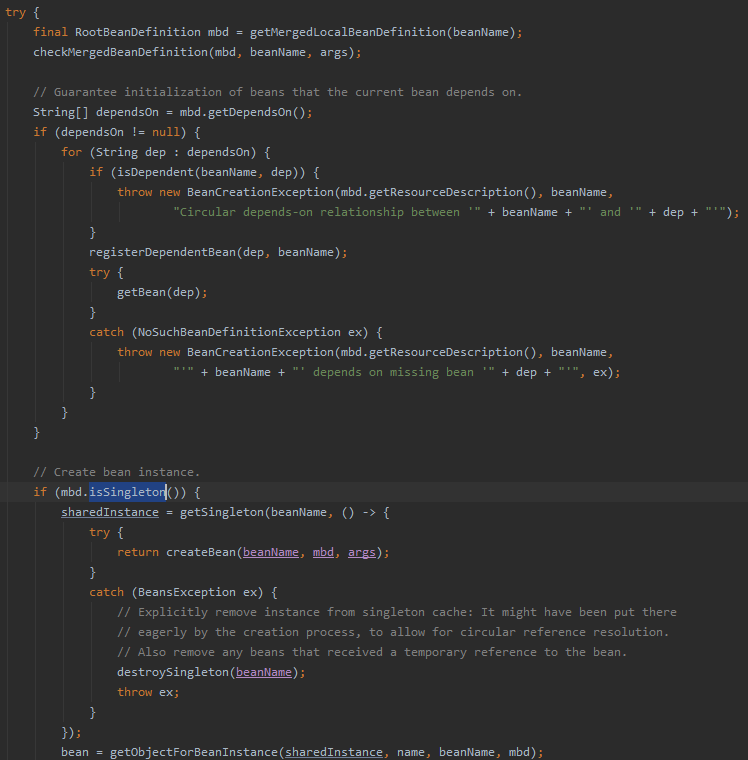 try {
final RootBeanDefinition mbd = getMergedLocalBeanDefinition(beanName);
checkMergedBeanDefinition(mbd, beanName, args);
// Guarantee initialization of beans that the current bean depends on.
String[] dependsOn = mbd.getDependsOn();
if (dependsOn != null) {
for (String dep : dependsOn) {
if (isDependent(beanName, dep)) {
throw new BeanCreationException(mbd.getResourceDescription(), beanName,
"Circular depends-on relationship between '" + beanName + "' and '" + dep + "'");
}
registerDependentBean(dep, beanName);
try {
getBean(dep);
}
catch (NoSuchBeanDefinitionException ex) {
throw new BeanCreationException(mbd.getResourceDescription(), beanName,
"'" + beanName + "' depends on missing bean '" + dep + "'", ex);
}
}
}
// Create bean instance.
if (mbd.isSingleton()) {
sharedInstance = getSingleton(beanName, () -> {
try {
return createBean(beanName, mbd, args);
}
catch (BeansException ex) {
// Explicitly remove instance from singleton cache: It might have been put there
// eagerly by the creation process, to allow for circular reference resolution.
// Also remove any beans that received a temporary reference to the bean.
destroySingleton(beanName);
throw ex;
}
});
bean = getObjectForBeanInstance(sharedInstance, name, beanName, mbd);